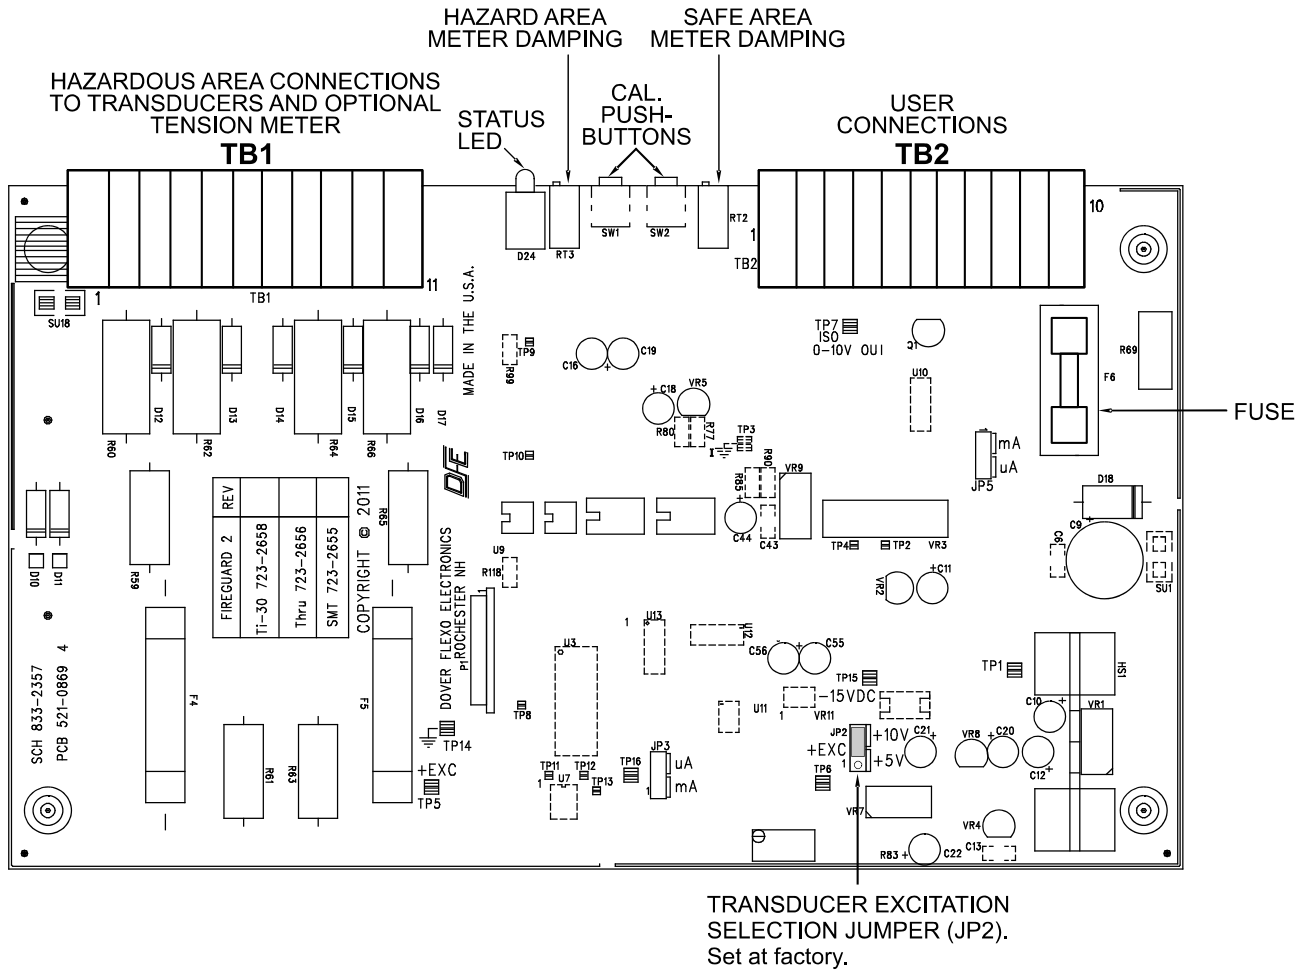 HAZARD AREA
METER DAMPING
SAFE AREA
METER DAMPING
HAZARDOUS AREA CONNECTIONS
TO TRANSDUCERS AND OPTIONAL
TENSION METER
TB1
STATUS
LED
CAL.
PUSH-
BUTTONS
USER
CONNECTIONS
TB2
D24
RT3
SW1
SW2
RT2
1
TB2
10
1
TB1
11
SU18
MADE IN THE U.S.A.
TP9
R99
C16
C19
TP7
ISO
0-10V OUI
Q1
U10
F6
R69
FUSE
R60
D12
R62
D13
D14
R64
D15
R66
D16
D17
C18
VR5
R80
R77
TP3
TP10
DE
R85
R90
VR9
mA
uA
JP5
D18
C9
C6
SU1
C44
C43
TP4
TP2
VR3
VR2
C11
D10
D11
R59
R65
FIREGUARD 2
REV
Ti-30 723-2658
Thru 723-2656
SMT 723-2655
COPYRIGHT © 2011
DOVER FLEXO ELECTRONICS
ROCHESTER NH
U9
R118
P1
1
U3
1
U13
U12
C56
C55
TP15
-15VDC
1
VR11
U11
TP1
HS1
C10
VR1
SCH 833-2357
PCB 521-0869 4
F4
F5
TP8
TP14
+EXC
TP5
R61
R63
TP11
TP12
TP13
1
U7
TP16
JP3
uA
1
mA
JP2
+10V
+EXC
1
+5V
TP6
C21
VR8
C20
C12
VR7
VR4
C13
R83
C22
TRANSDUCER EXCITATION
SELECTION JUMPER (JP2).
Set at factory.